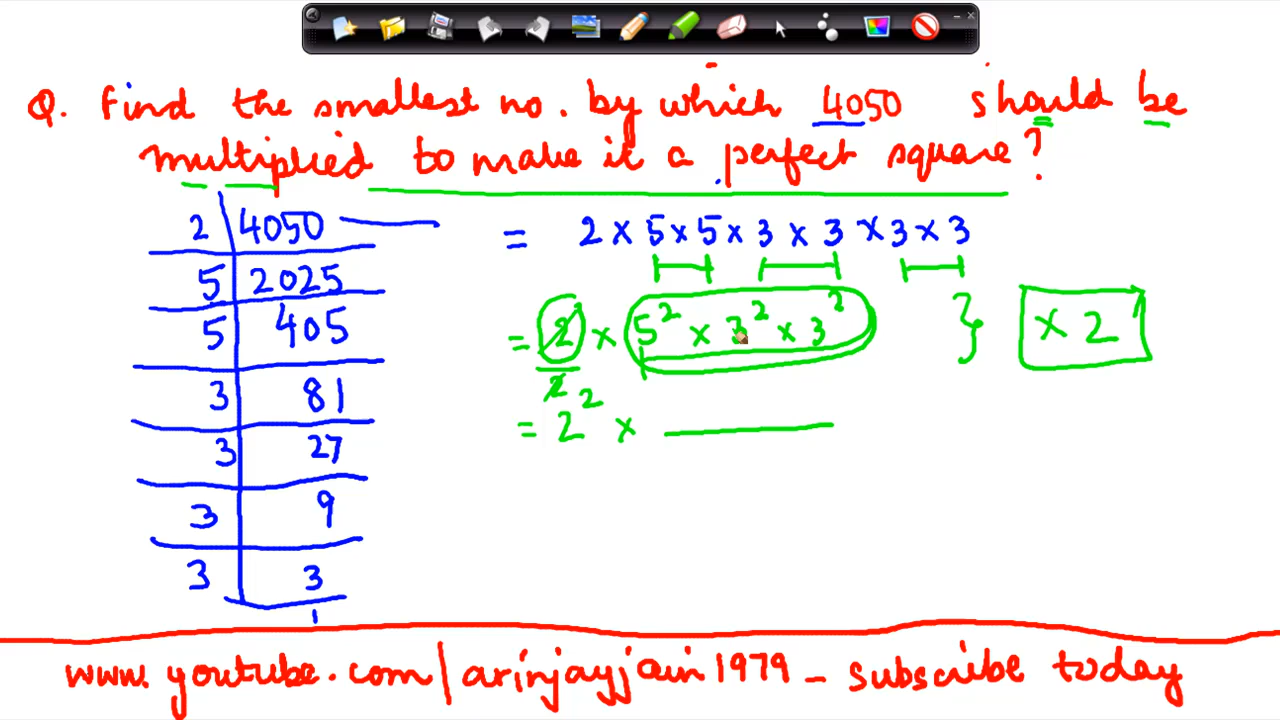 Q. Find the smallest no. by which 4050 should be
multiplied to make it a perfect square?
2 | 4050
5 | 2025
5 | 405
3 | 81
3 | 27
3 | 9
3 | 3
1
= 2 × 5 × 5 × 3 × 3 × 3 × 3
= 2 × 5² × 3² × 3² } × 2
2
= 2² ×
www.youtube.com/arinjayjain1979 - subscribe today